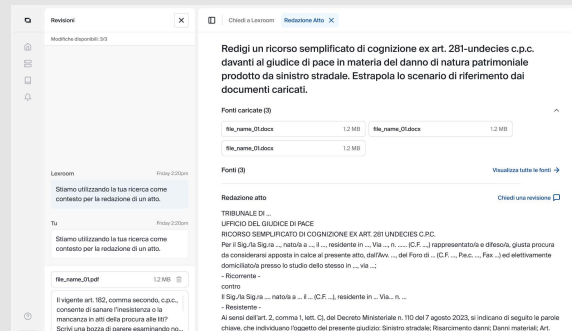 Revisioni
Modifiche disponibili: 3/3
Lexroom Friday 2:20pm
Stiamo utilizzando la tua ricerca come
contesto per la redazione di un atto.
Tu Friday 2:20pm
Stiamo utilizzando la tua ricerca come
contesto per la redazione di un atto.
file_name_01.pdf 1.2 MB
Il vigente art. 182, comma secondo, c.p.c.,
consente di sanare l'inesistenza o la
mancanza in atti della procura alle liti?
Scrivi una bozza di parere esaminando no...
Chiedi a Lexroom Redazione Atto
Redigi un ricorso semplificato di cognizione ex art. 281-undecies c.p.c.
davanti al giudice di pace in materia del danno di natura patrimoniale
prodotto da sinistro stradale. Estrapola lo scenario di riferimento dai
documenti caricati.
Fonti caricate (3)
file_name_01.docx 1.2 MB file_name_01.docx 1.2 MB
file_name_01.docx 1.2 MB
Fonti (3) Visualizza tutte le fonti
Redazione atto Chiedi una revisione
TRIBUNALE DI ...
UFFICIO DEL GIUDICE DI PACE
RICORSO SEMPLIFICATO DI COGNIZIONE EX ART. 281 UNDECIES C.P.C.
Per il Sig./la Sig.ra ..., nato/a a ..., il ..., residente in ..., Via ..., n. ...... (C.F. ...,) rappresentato/a e difeso/a, giusta procura
da considerarsi apposta in calce al presente atto, dall'Avv. ..., del Foro di ... (C.F. ..., P.e.c. ..., Fax ...) ed elettivamente
domiciliato/a presso lo studio dello stesso in ..., via ...;
- Ricorrente -
contro
Il Sig./la Sig.ra .... nato/a a ... il ... (C.F. ...), residente in ... Via... n. ...
- Resistente -
Ai sensi dell'art. 2, comma 1, lett. C), del Decreto Ministeriale n. 110 del 7 agosto 2023, si indicano di seguito le parole
chiave, che individuano l'oggetto del presente giudizio: Sinistro stradale; Risarcimento danni; Danni materiali; Art.